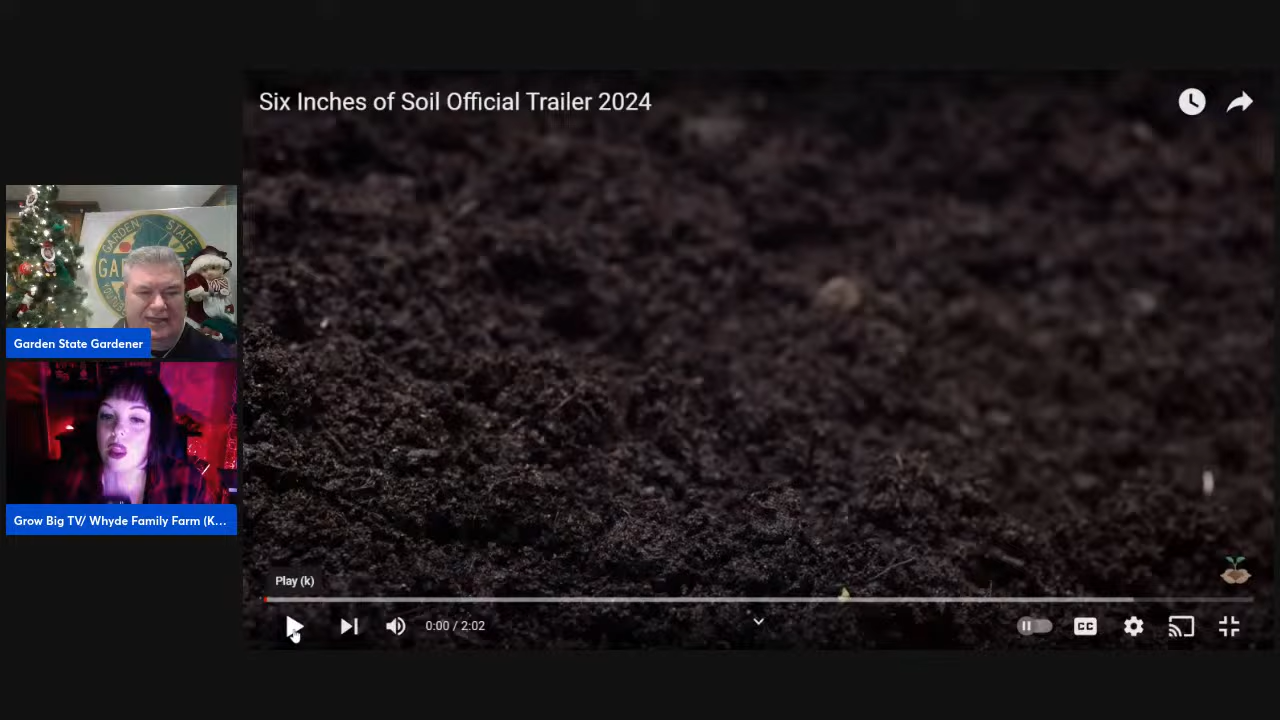 Six Inches of Soil Official Trailer 2024
GARDEN STATE
GA
Garden State Gardener
Grow Big TV/ Whyde Family Farm (K...
Play (k)
0:00 / 2:02
CC